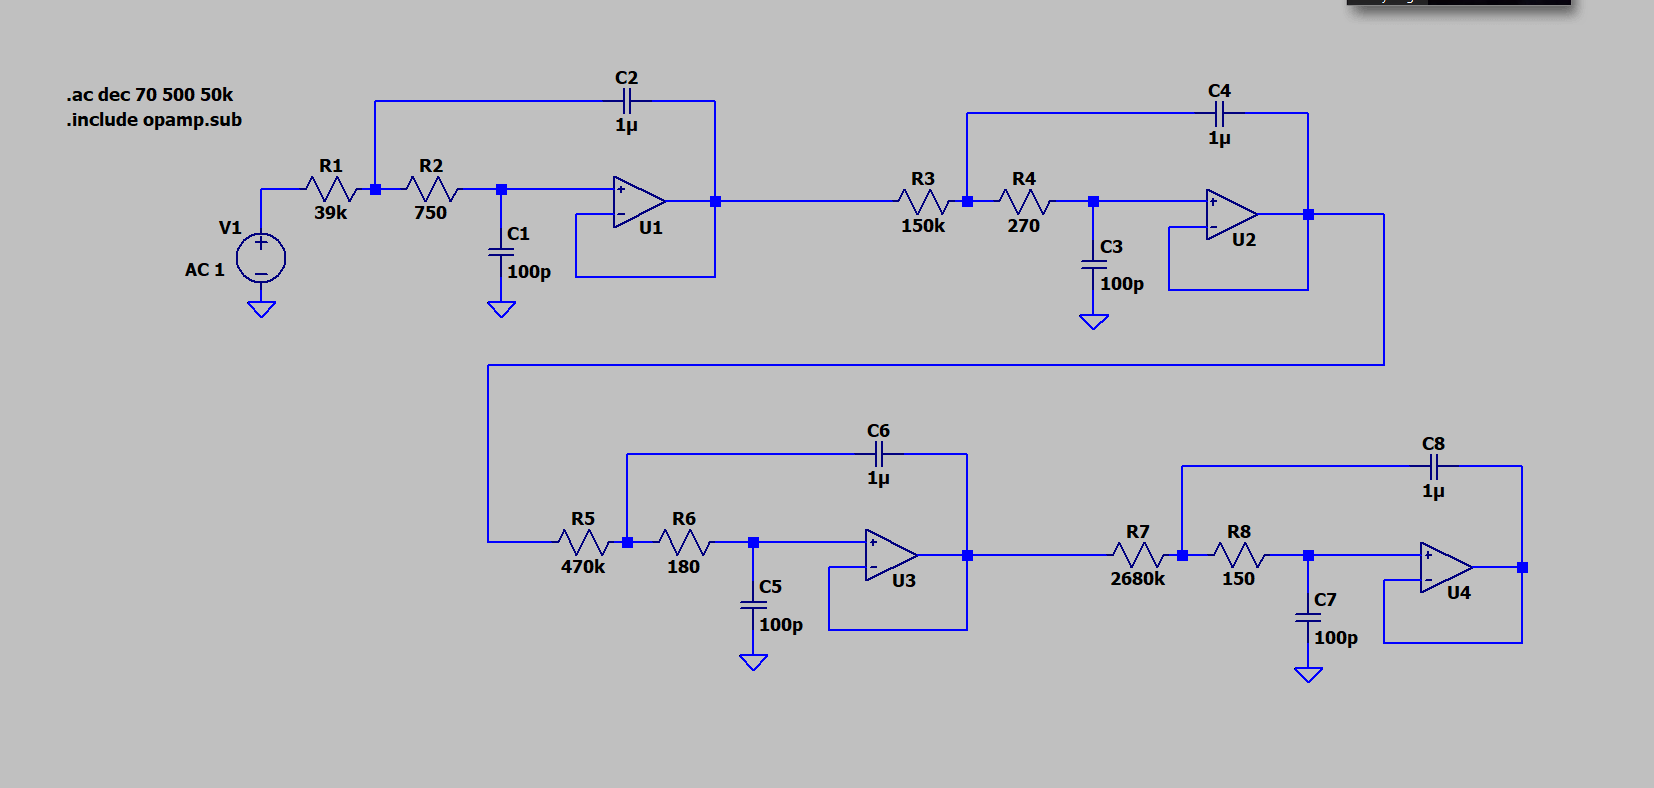 .ac dec 70 500 50k
.include opamp.sub
C2
1µ
C4
1µ
R1
39k
R2
750
R3
150k
R4
270
V1
AC 1
C1
100p
U1
C3
100p
U2
C6
1µ
C8
1µ
R5
470k
R6
180
R7
2680k
R8
150
C5
100p
U3
C7
100p
U4